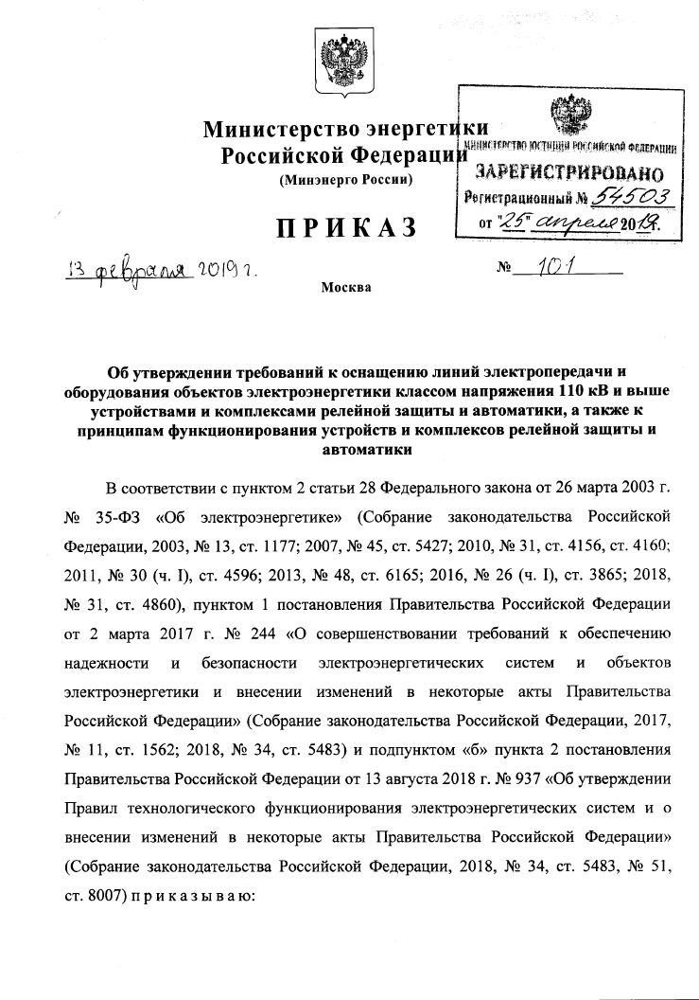 Министерство энергетики
Российской Федерации
(Минэнерго России)
ПРИКАЗ
МИНИСТЕРСТВО ЮСТИЦИИ РОССИЙСКОЙ ФЕДЕРАЦИИ
ЗАРЕГИСТРИРОВАНО
Регистрационный № 54503
от "25" апреля 2019г.
13 февраля 2019 г.
№ 101
Москва
Об утверждении требований к оснащению линий электропередачи и
оборудования объектов электроэнергетики классом напряжения 110 кВ и выше
устройствами и комплексами релейной защиты и автоматики, а также к
принципам функционирования устройств и комплексов релейной защиты и
автоматики
В соответствии с пунктом 2 статьи 28 Федерального закона от 26 марта 2003 г.
№ 35-ФЗ «Об электроэнергетике» (Собрание законодательства Российской
Федерации, 2003, № 13, ст. 1177; 2007, № 45, ст. 5427; 2010, № 31, ст. 4156, ст. 4160;
2011, № 30 (ч. I), ст. 4596; 2013, № 48, ст. 6165; 2016, № 26 (ч. I), ст. 3865; 2018,
№ 31, ст. 4860), пунктом 1 постановления Правительства Российской Федерации
от 2 марта 2017 г. № 244 «О совершенствовании требований к обеспечению
надежности и безопасности электроэнергетических систем и объектов
электроэнергетики и внесении изменений в некоторые акты Правительства
Российской Федерации» (Собрание законодательства Российской Федерации, 2017,
№ 11, ст. 1562; 2018, № 34, ст. 5483) и подпунктом «б» пункта 2 постановления
Правительства Российской Федерации от 13 августа 2018 г. № 937 «Об утверждении
Правил технологического функционирования электроэнергетических систем и о
внесении изменений в некоторые акты Правительства Российской Федерации»
(Собрание законодательства Российской Федерации, 2018, № 34, ст. 5483, № 51,
ст. 8007) п р и к а з ы в а ю: